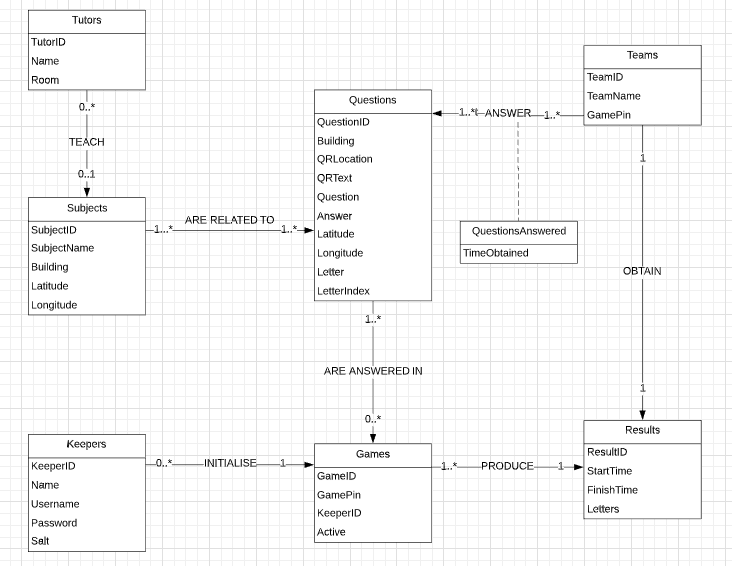 Tutors
TutorID
Name
Room
0..*
TEACH
0..1
Subjects
SubjectID
SubjectName
Building
Latitude
Longitude
1...*
ARE RELATED TO
1..*
Questions
QuestionID
Building
QRLocation
QRText
Question
Answer
Latitude
Longitude
Letter
LetterIndex
1..*
ANSWER
1..*
Teams
TeamID
TeamName
GamePin
QuestionsAnswered
TimeObtained
1
OBTAIN
1
1..*
ARE ANSWERED IN
0..*
Keepers
KeeperID
Name
Username
Password
Salt
0..*
INITIALISE
1
Games
GameID
GamePin
KeeperID
Active
1..*
PRODUCE
1
Results
ResultID
StartTime
FinishTime
Letters